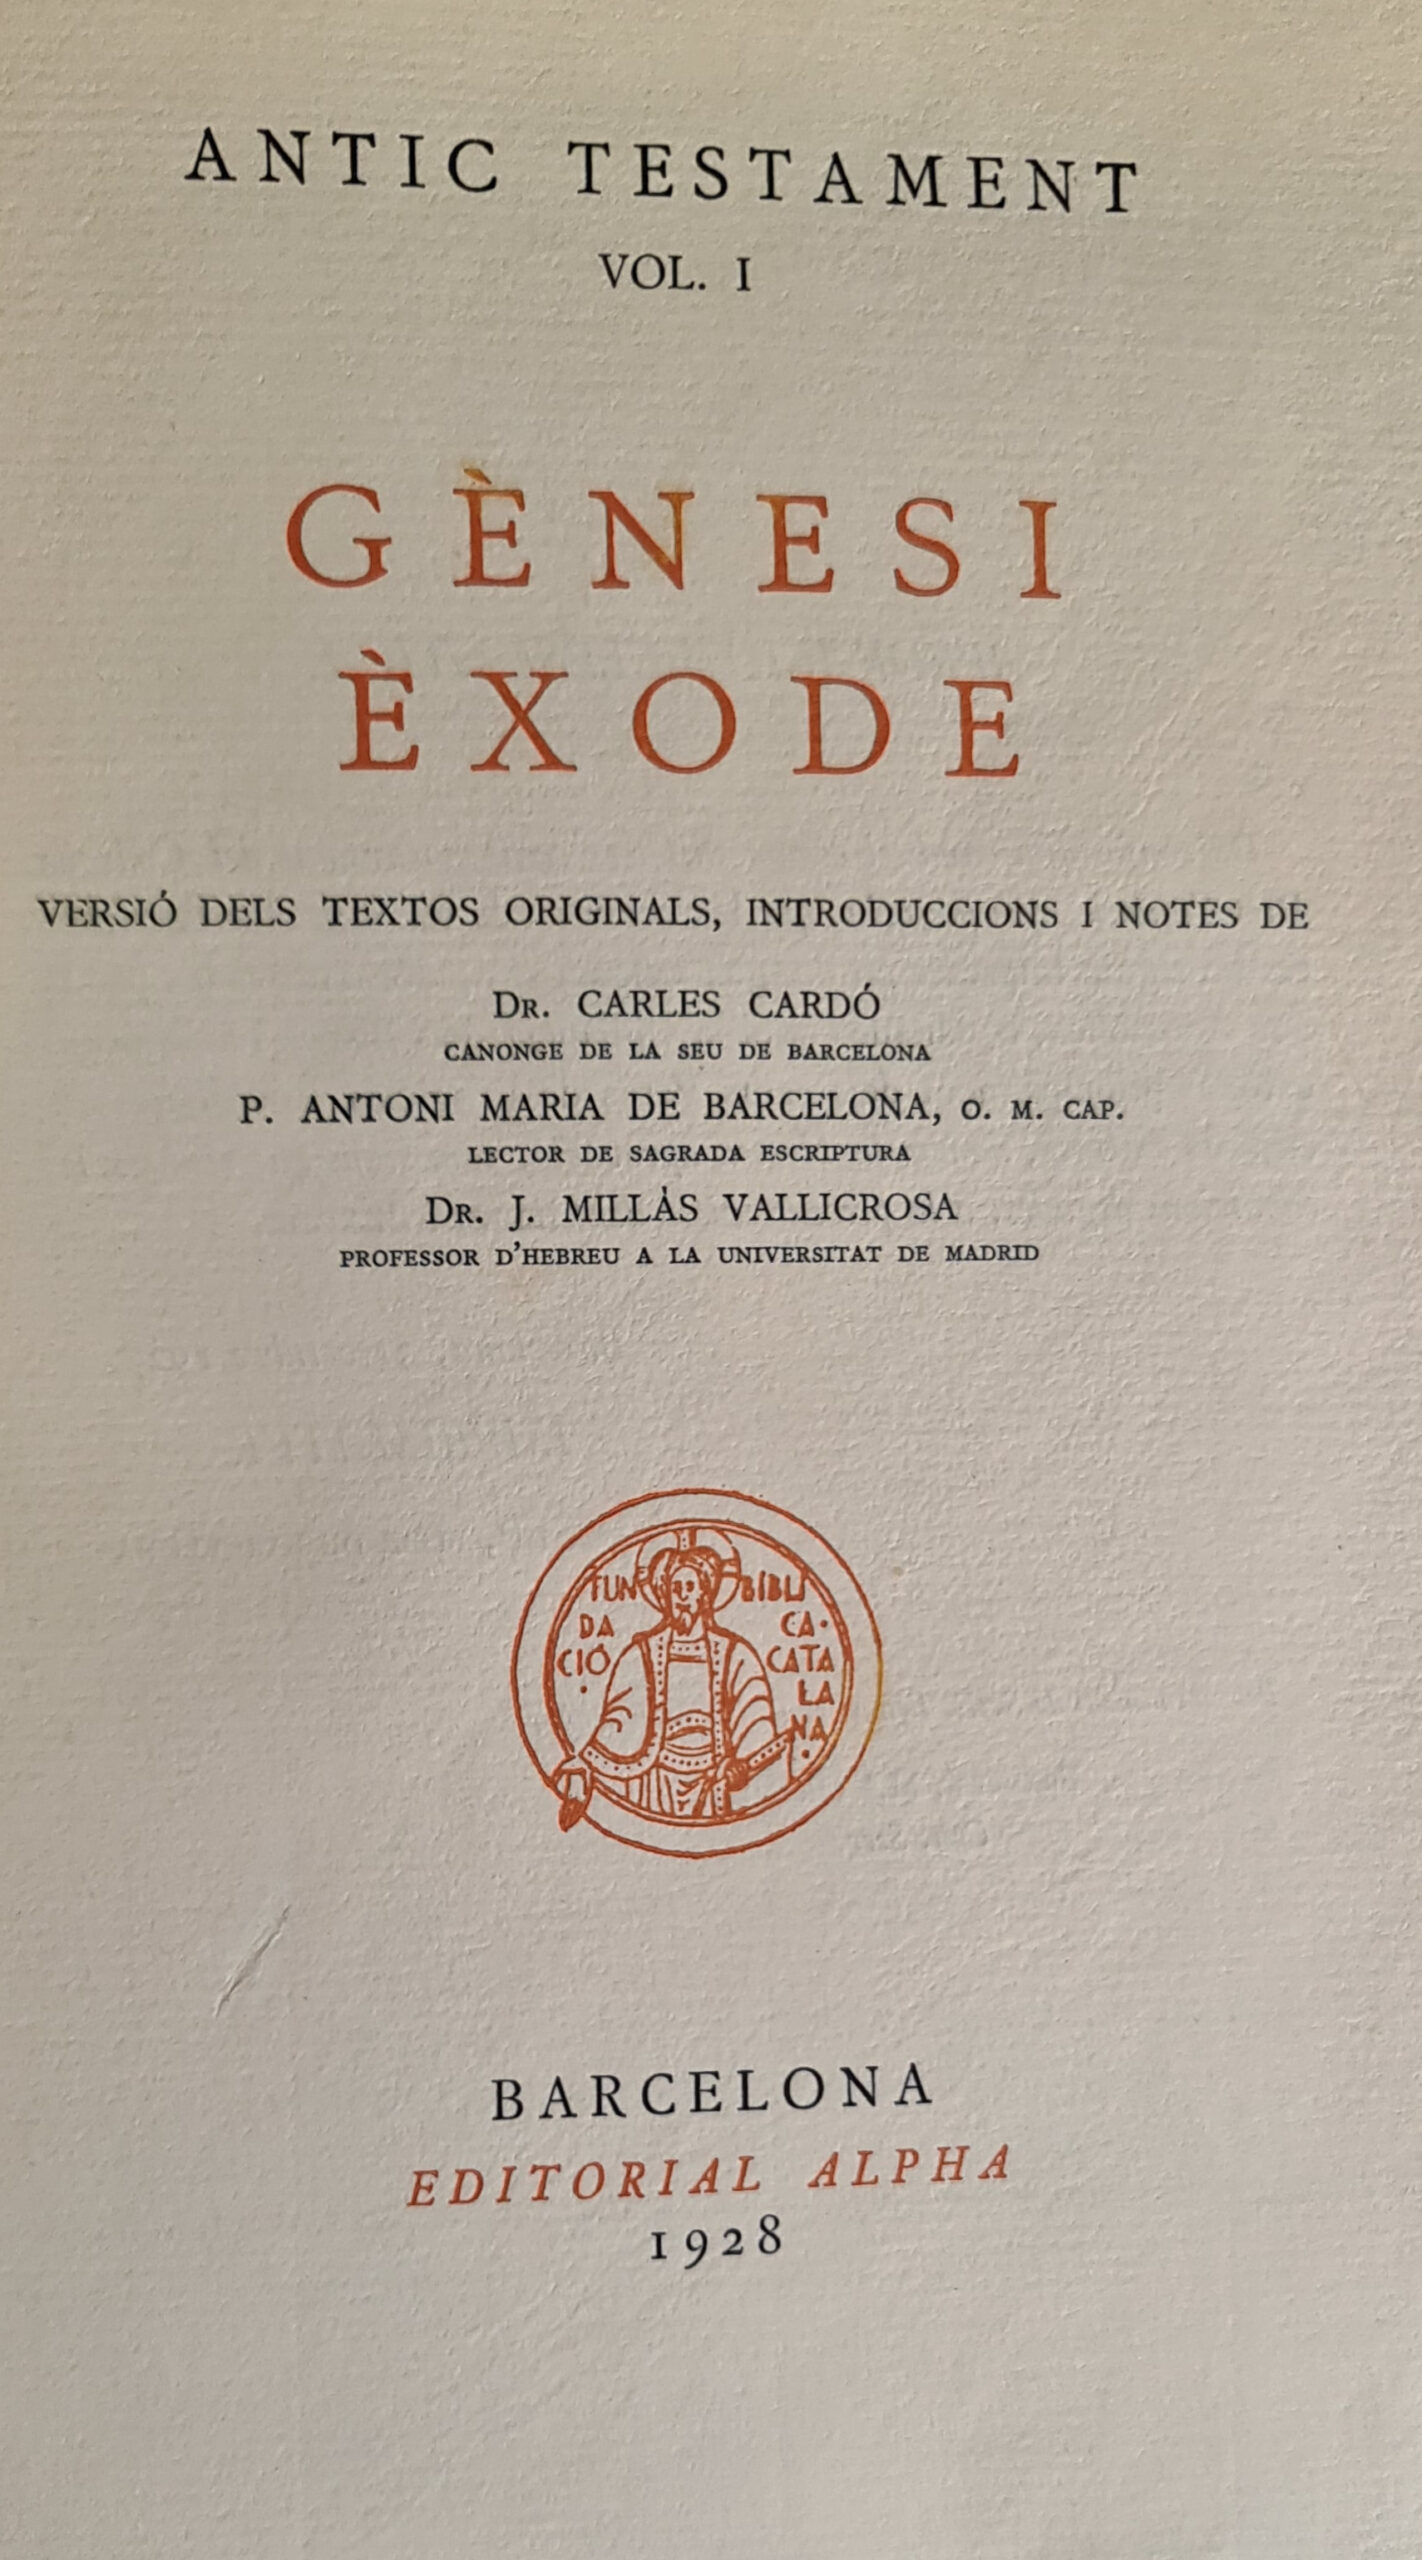 ANTIC TESTAMENT
VOL. I
GÈNESI
ÈXODE
VERSIÓ DELS TEXTOS ORIGINALS, INTRODUCCIONS I NOTES DE
DR. CARLES CARDÓ
CANONGE DE LA SEU DE BARCELONA
P. ANTONI MARIA DE BARCELONA, O. M. CAP.
LECTOR DE SAGRADA ESCRIPTURA
DR. J. MILLÀS VALLICROSA
PROFESSOR D'HEBREU A LA UNIVERSITAT DE MADRID
FUN
DA
CIÓ
·
BÍBLI
CA·
CATA
LA
NA
·
BARCELONA
EDITORIAL ALPHA
1928